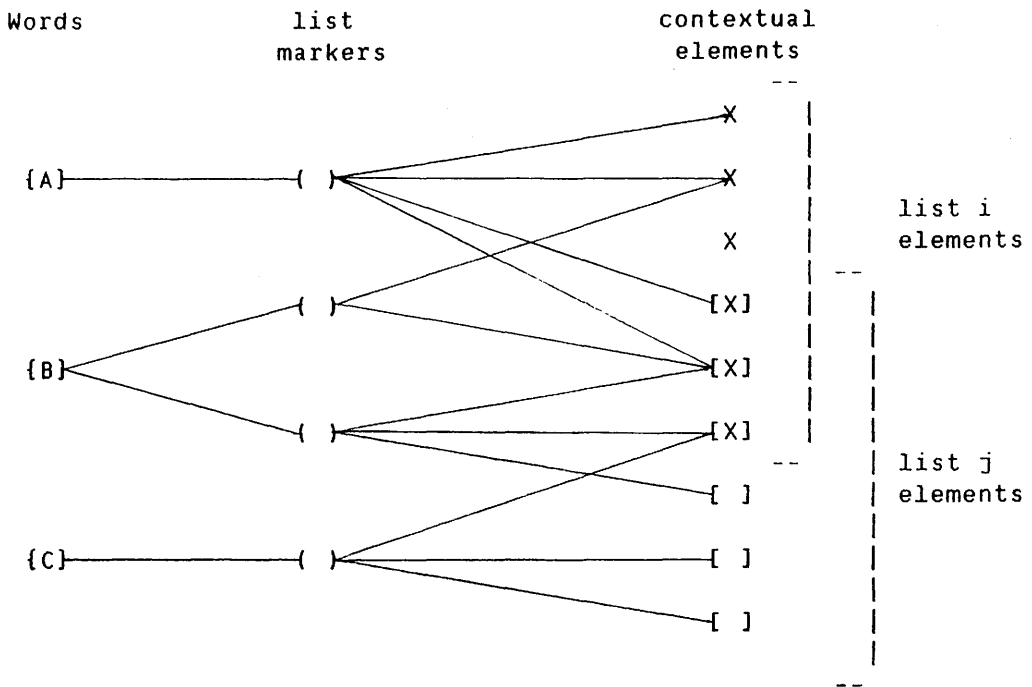 Words list contextual
markers elements
X
{A} ( ) X
list i
X elements
( ) [X]
{B} [X]
( ) [X]
list j
[ ] elements
{C} ( ) [ ]
[ ]